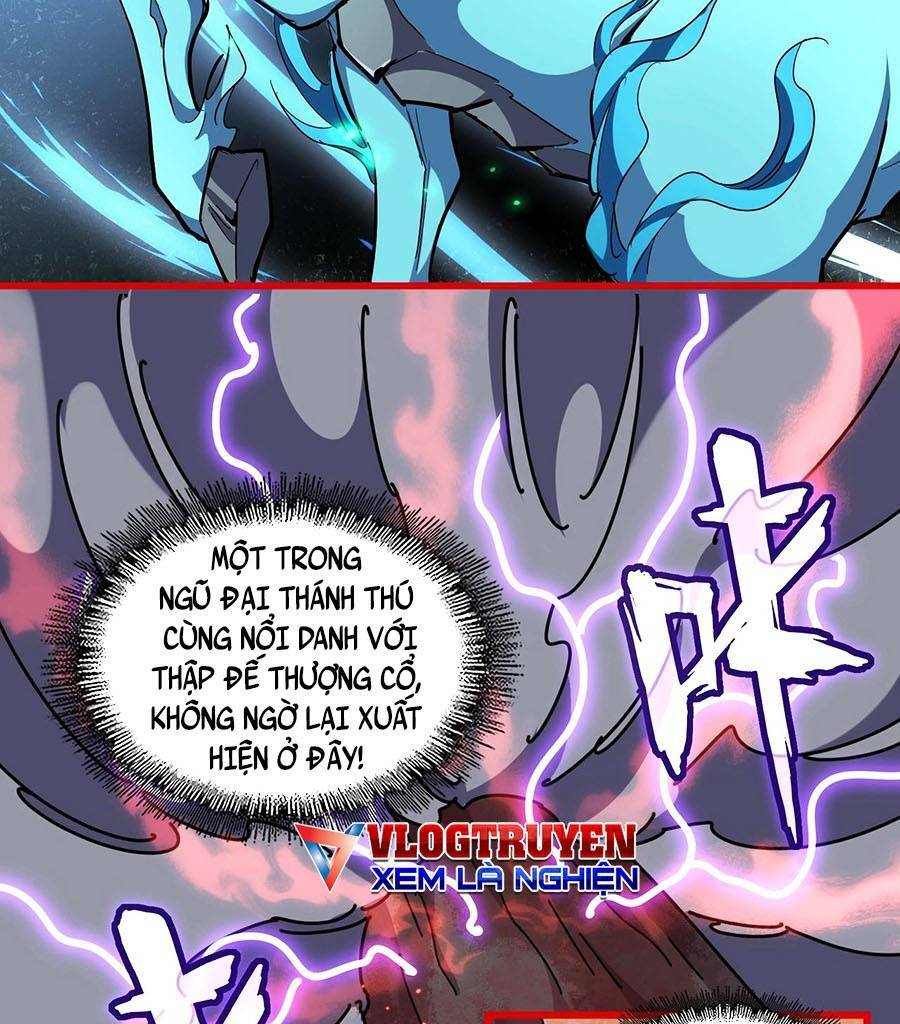 MỘT TRONG
NGŨ ĐẠI THÁNH THÚ
CÙNG NỔI DANH VỚI
THẬP ĐẾ THƯỢNG CỔ,
KHÔNG NGỜ LẠI XUẤT
HIỆN Ở ĐÂY!
咔
VLOGTRUYEN
XEM LÀ NGHIỆN